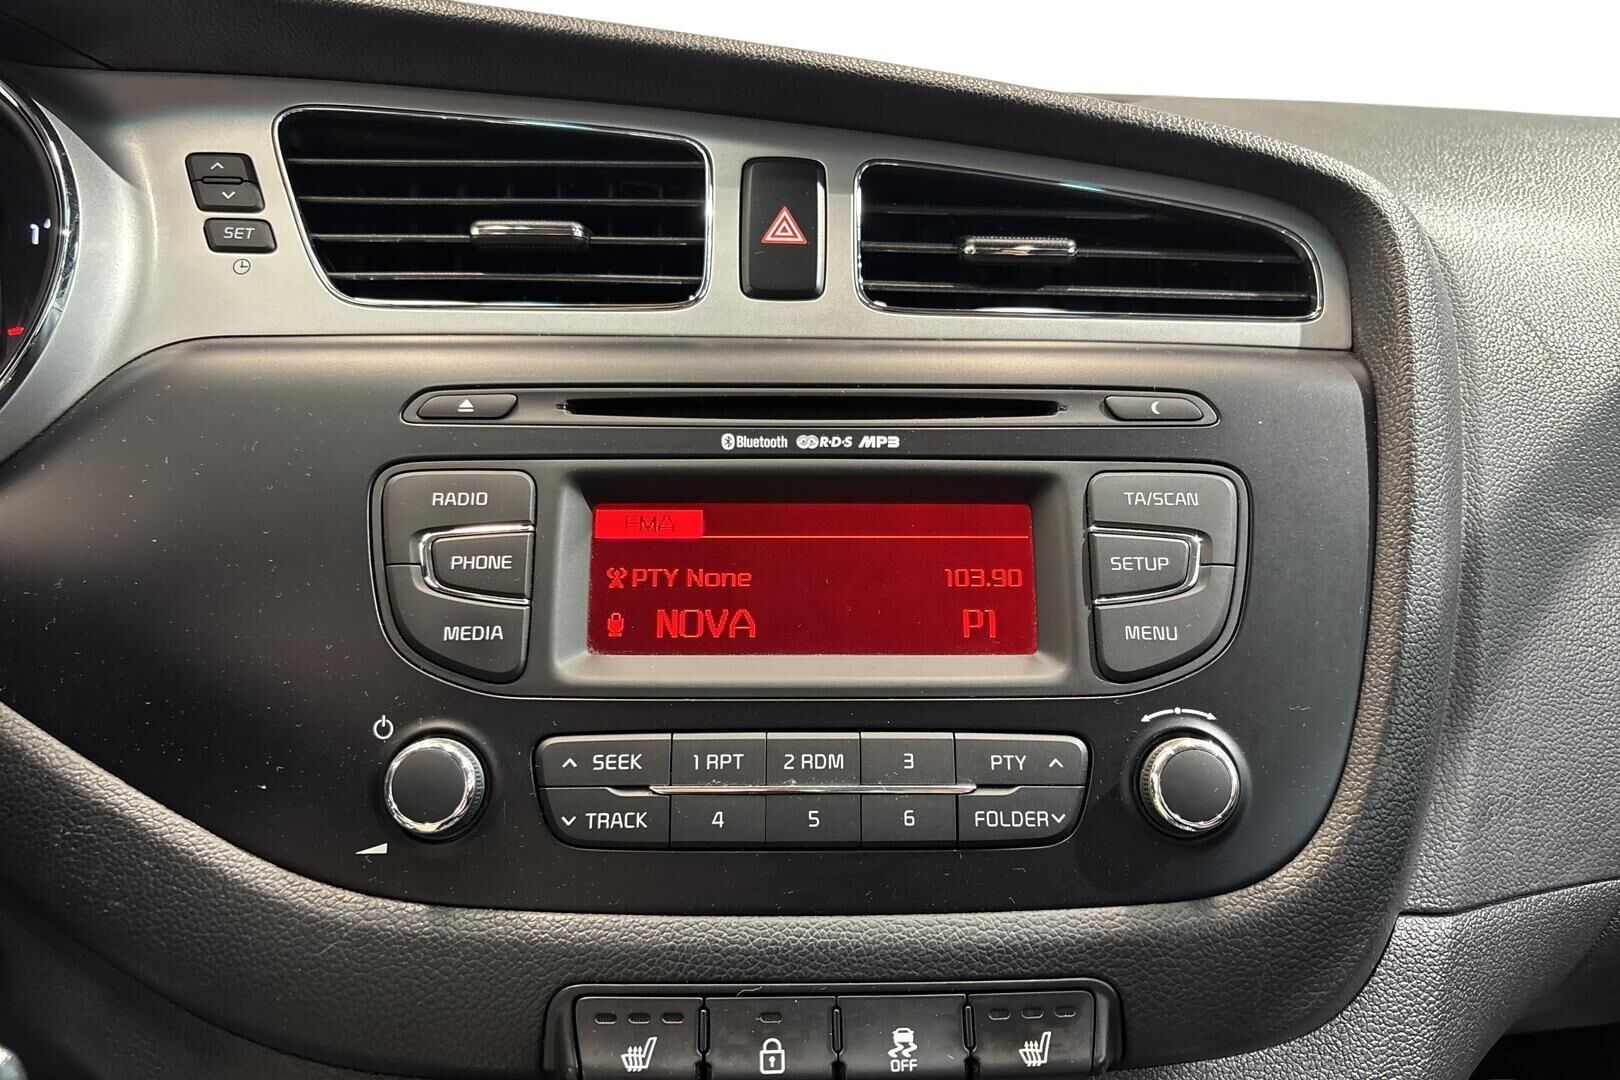 SET
Bluetooth R·D·S MP3
RADIO
PHONE
MEDIA
FMA
PTY None 103.90
NOVA P1
TA/SCAN
SETUP
MENU
SEEK 1 RPT 2 RDM 3 PTY
TRACK 4 5 6 FOLDER
OFF